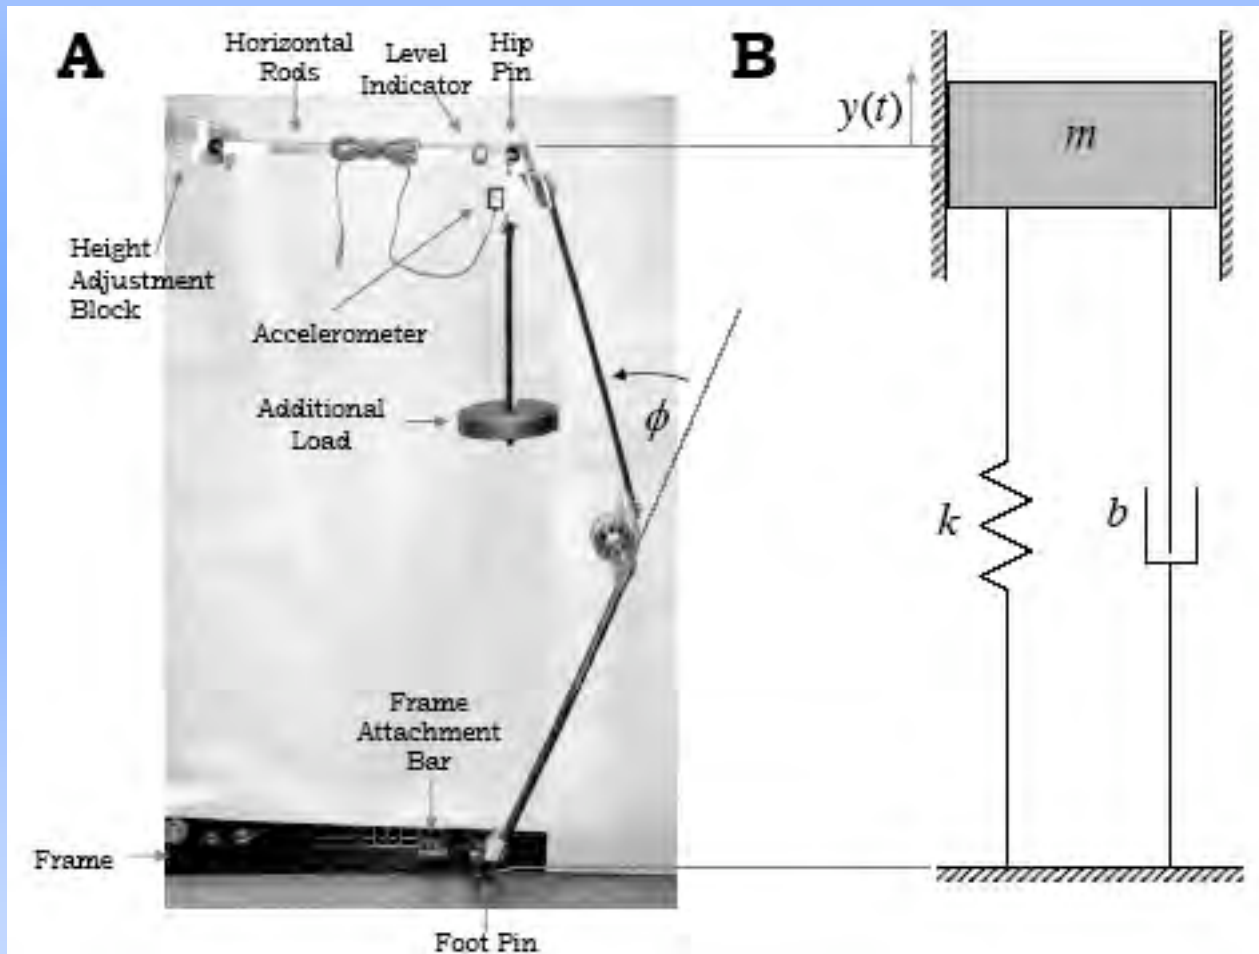 A
Horizontal
Rods
Level
Indicator
Hip
Pin
B
y(t)
m
Height
Adjustment
Block
Accelerometer
Additional
Load
ϕ
k
b
Frame
Attachment
Bar
Frame
Foot Pin